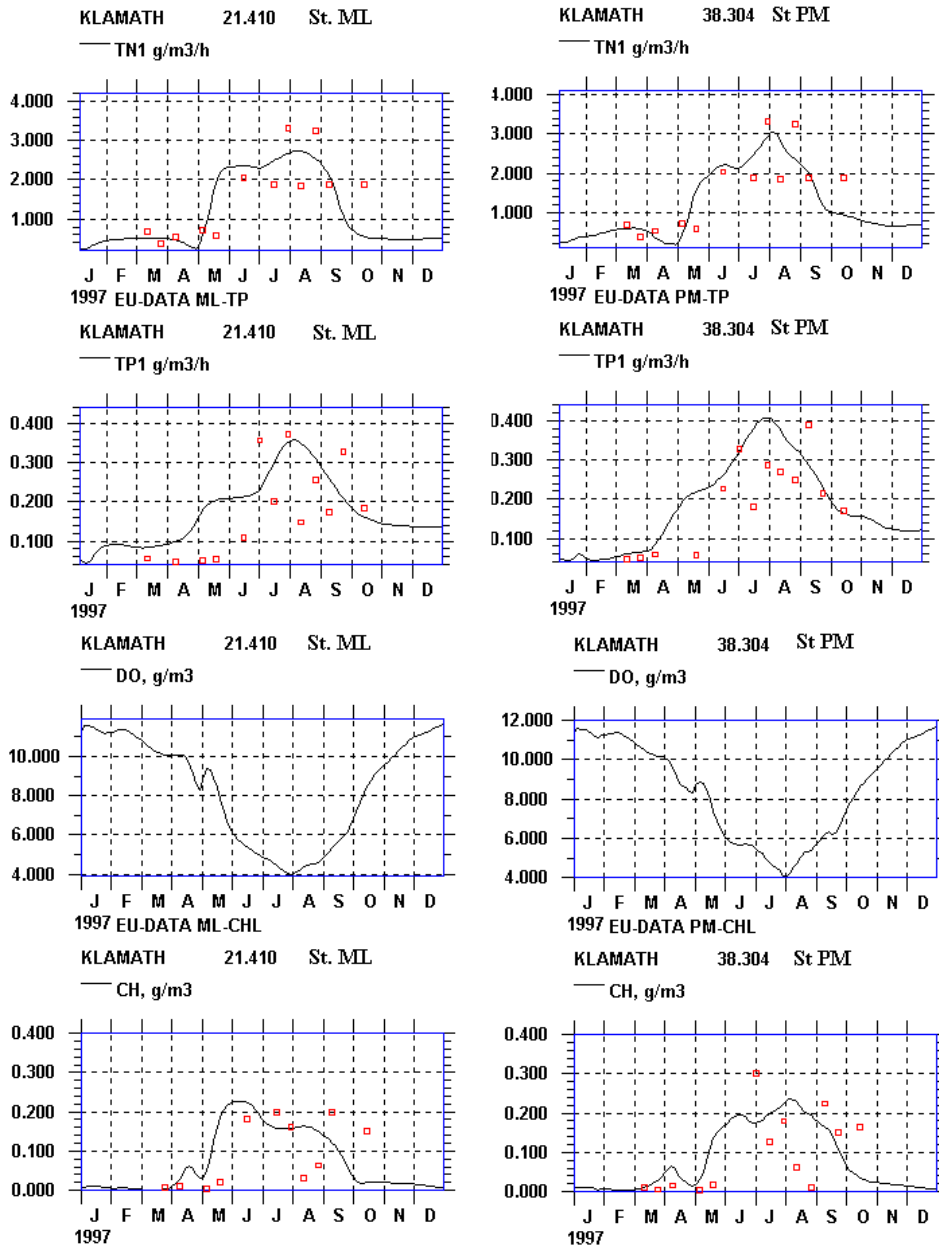 KLAMATH 21.410 St. ML
TN1 g/m3/h
4.000
3.000
2.000
1.000
J F M A M J J A S O N D
1997 EU-DATA ML-TP
KLAMATH 38.304 St PM
TN1 g/m3/h
4.000
3.000
2.000
1.000
J F M A M J J A S O N D
1997 EU-DATA PM-TP
KLAMATH 21.410 St. ML
TP1 g/m3/h
0.400
0.300
0.200
0.100
J F M A M J J A S O N D
1997
KLAMATH 38.304 St PM
TP1 g/m3/h
0.400
0.300
0.200
0.100
J F M A M J J A S O N D
1997
KLAMATH 21.410 St. ML
DO, g/m3
10.000
8.000
6.000
4.000
J F M A M J J A S O N D
1997 EU-DATA ML-CHL
KLAMATH 38.304 St PM
DO, g/m3
12.000
10.000
8.000
6.000
4.000
J F M A M J J A S O N D
1997 EU-DATA PM-CHL
KLAMATH 21.410 St. ML
CH, g/m3
0.400
0.300
0.200
0.100
0.000
J F M A M J J A S O N D
1997
KLAMATH 38.304 St PM
CH, g/m3
0.400
0.300
0.200
0.100
0.000
J F M A M J J A S O N D
1997